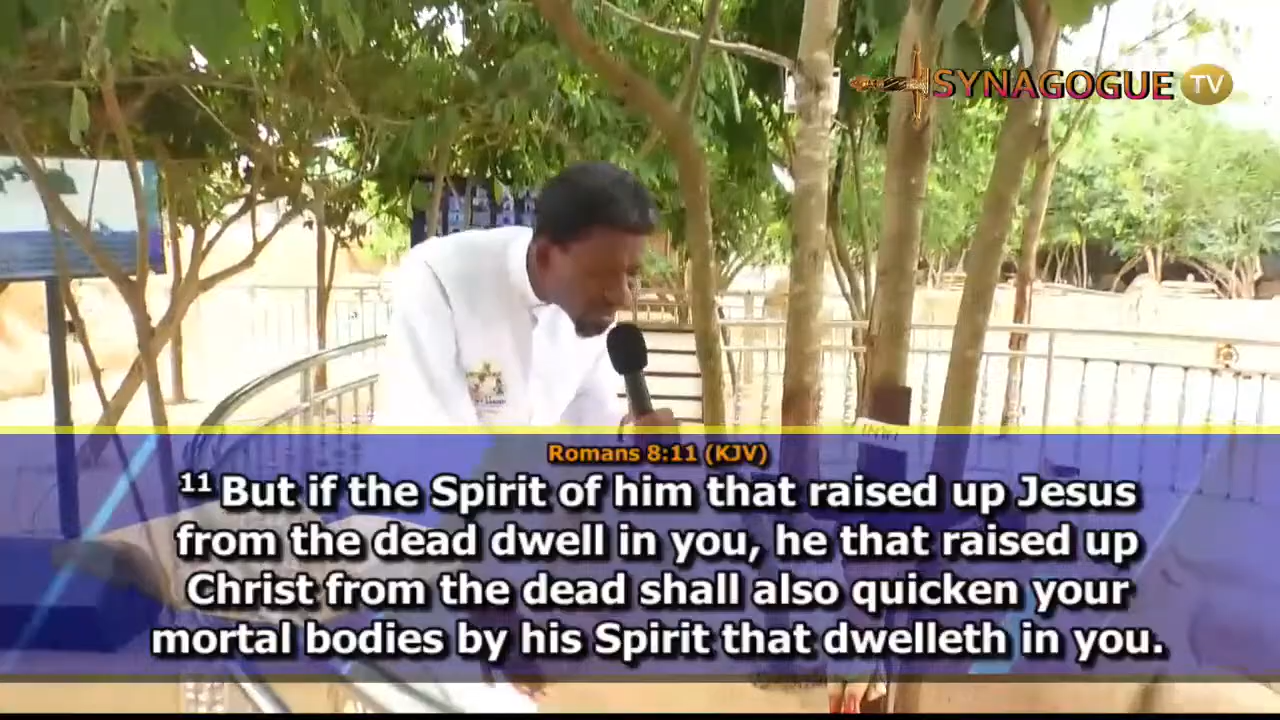 SYNAGOGUE TV
Romans 8:11 (KJV)
11 But if the Spirit of him that raised up Jesus
from the dead dwell in you, he that raised up
Christ from the dead shall also quicken your
mortal bodies by his Spirit that dwelleth in you.